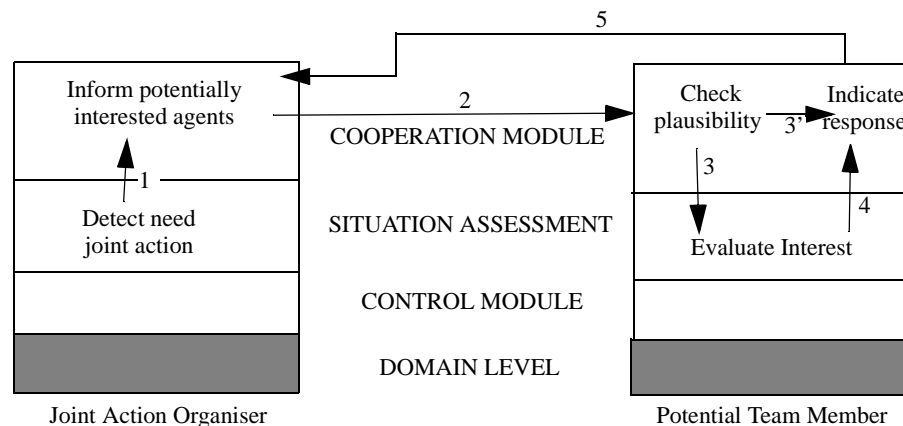 5
Inform potentially
interested agents
2
Check
plausibility
3’
Indicate
response
COOPERATION MODULE
1
3
Detect need
joint action
SITUATION ASSESSMENT
4
Evaluate Interest
CONTROL MODULE
DOMAIN LEVEL
Joint Action Organiser
Potential Team Member